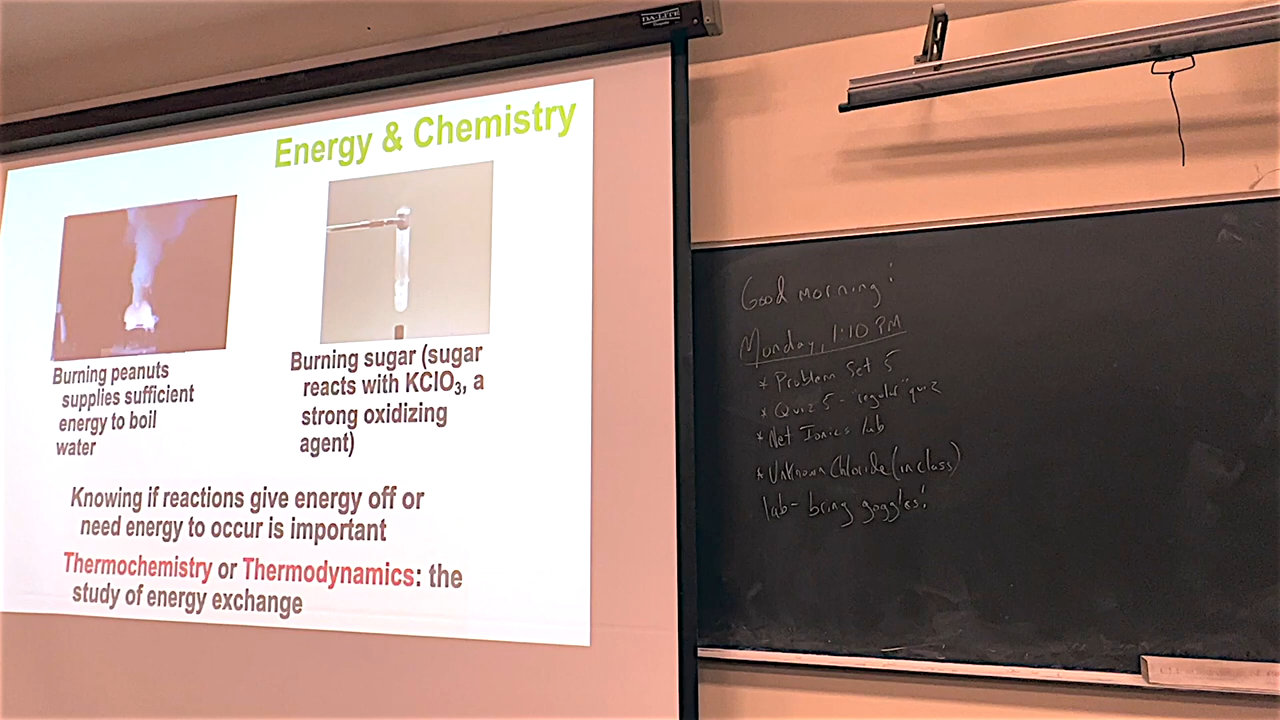 DA-LITE
Energy & Chemistry
Burning peanuts
supplies sufficient
energy to boil
water
Burning sugar (sugar
reacts with KClO₃, a
strong oxidizing
agent)
Knowing if reactions give energy off or
need energy to occur is important
Thermochemistry or Thermodynamics: the
study of energy exchange
Good morning!
Monday, 1:10 PM
* Problem Set 5
* Quiz 5 - "regular" quiz
* Net Ionics lab
* Unknown Chloride (in class)
lab - bring goggles!